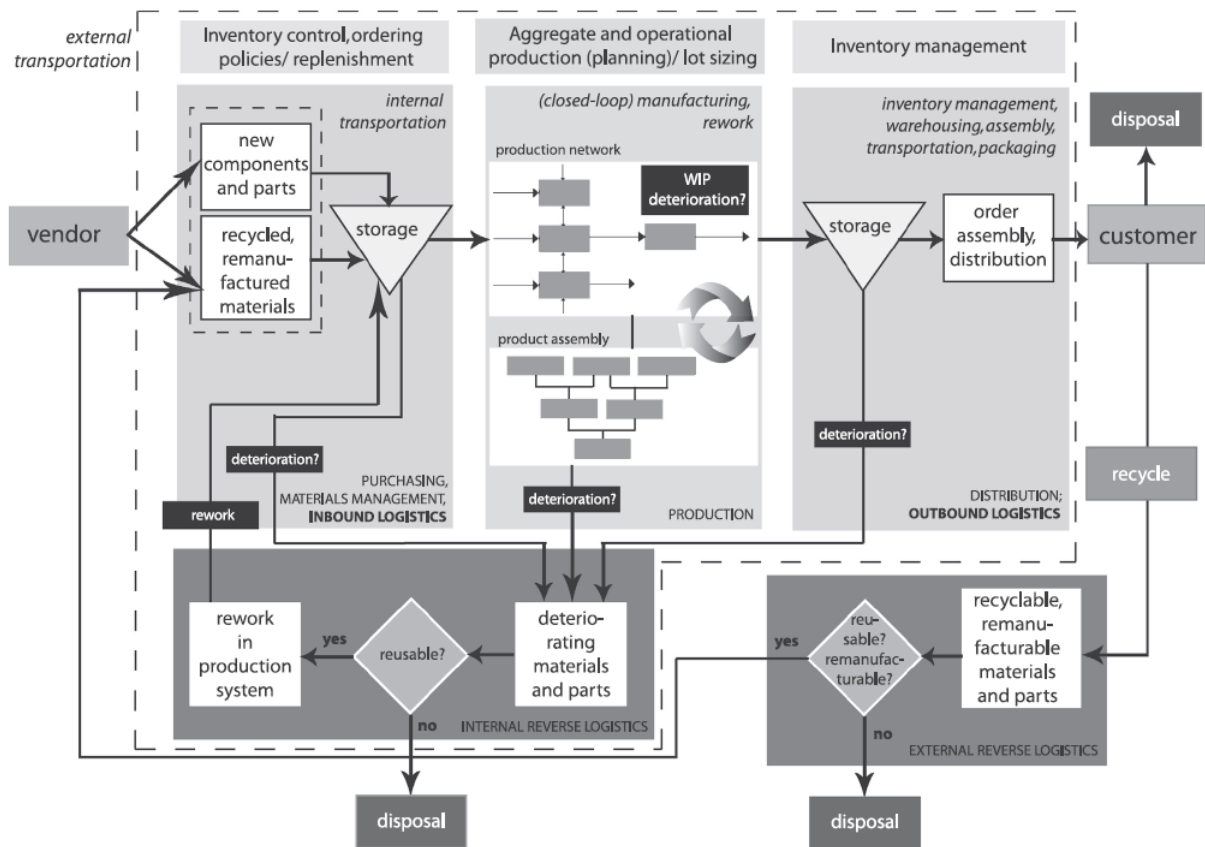 external
transportation
Inventory control, ordering
policies/ replenishment
Aggregate and operational
production (planning)/ lot sizing
Inventory management
internal
transportation
(closed-loop) manufacturing,
rework
inventory management,
warehousing, assembly,
transportation, packaging
disposal
new
components
and parts
production network
WIP
deterioration?
vendor
recycled,
remanu-
factured
materials
storage
storage
order
assembly,
distribution
customer
product assembly
deterioration?
deterioration?
recycle
PURCHASING,
MATERIALS MANAGEMENT,
INBOUND LOGISTICS
rework
deterioration?
PRODUCTION
DISTRIBUTION;
OUTBOUND LOGISTICS
rework
in
production
system
yes
reusable?
deterio-
rating
materials
and parts
no
INTERNAL REVERSE LOGISTICS
yes
reu-
sable?
remanufac-
turable?
recyclable,
remanu-
facturable
materials
and parts
no
EXTERNAL REVERSE LOGISTICS
disposal
disposal